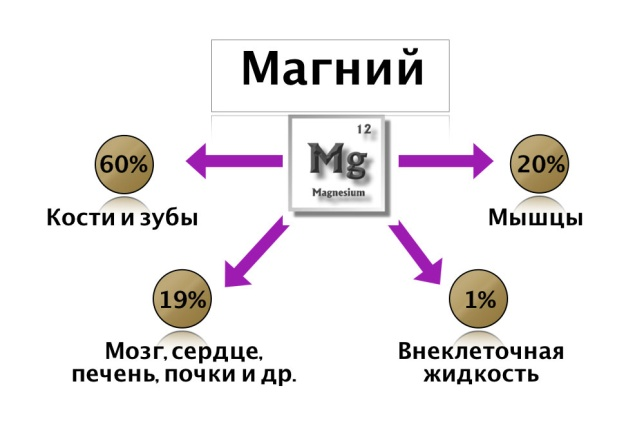 Магний
12
Mg
Magnesium
60%
20%
Кости и зубы
Мышцы
19%
1%
Мозг, сердце,
печень, почки и др.
Внеклеточная
жидкость